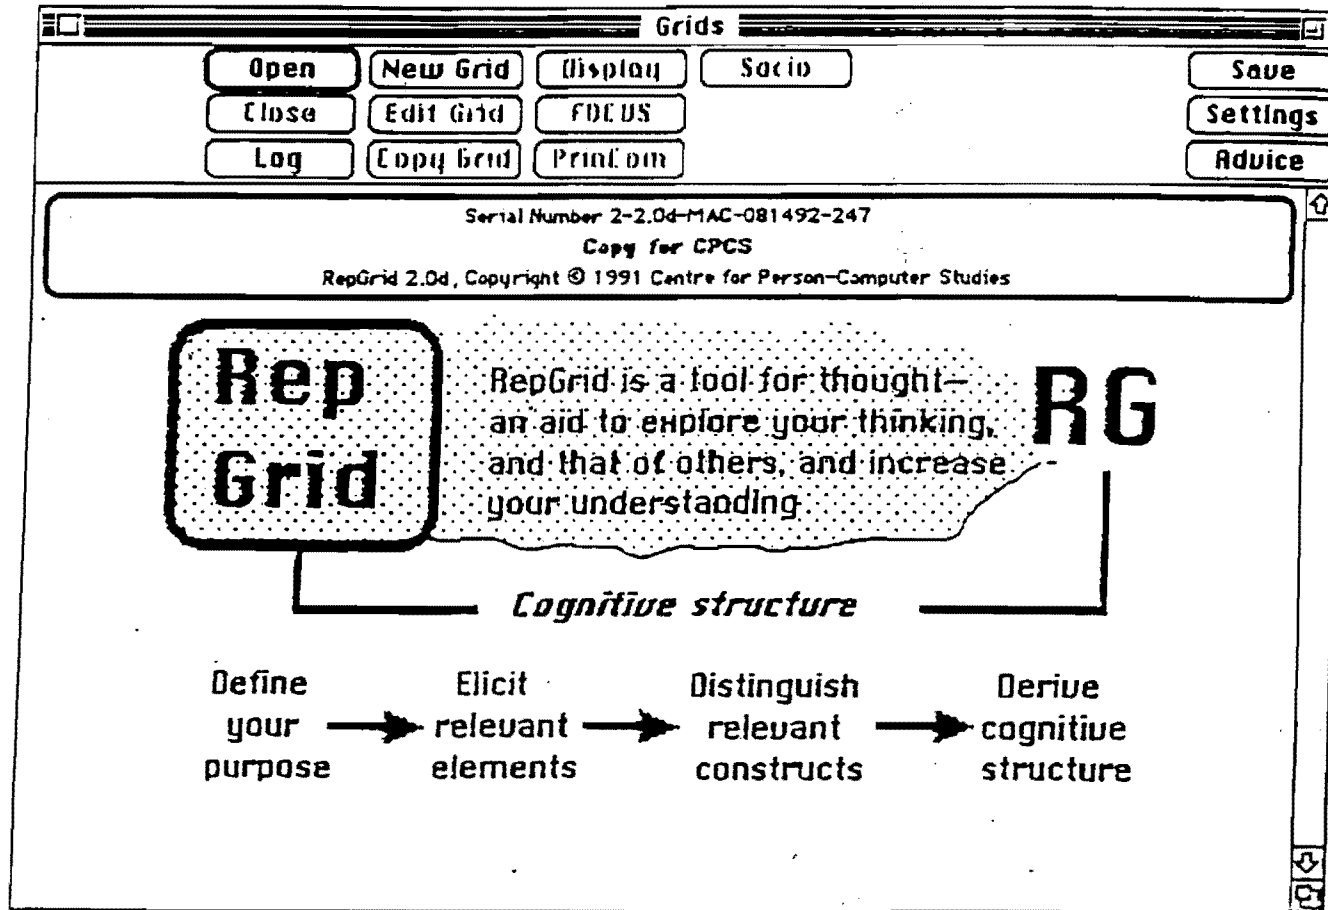 Grids
Open New Grid Display Socio Save
Close Edit Grid FOCUS Settings
Log Copy Grid PrinCom Advice
Serial Number 2-2.0d-MAC-081492-247
Copy for CPCS
RepGrid 2.0d, Copyright © 1991 Centre for Person-Computer Studies
Rep
Grid
RepGrid is a tool for thought—
an aid to explore your thinking,
and that of others, and increase
your understanding
RG
Cognitive structure
Define
your
purpose
Elicit
relevant
elements
Distinguish
relevant
constructs
Derive
cognitive
structure